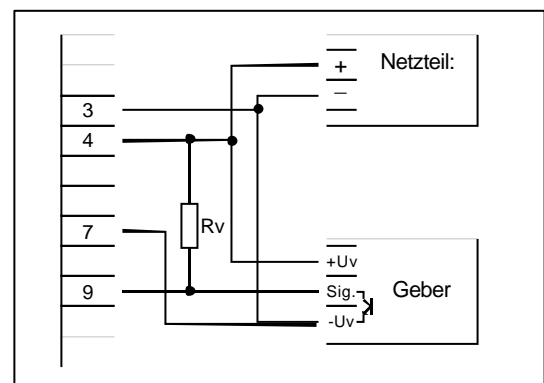 + Netzteil:
–
3
4
7 Rv
+Uv
9 Sig. Geber
-Uv